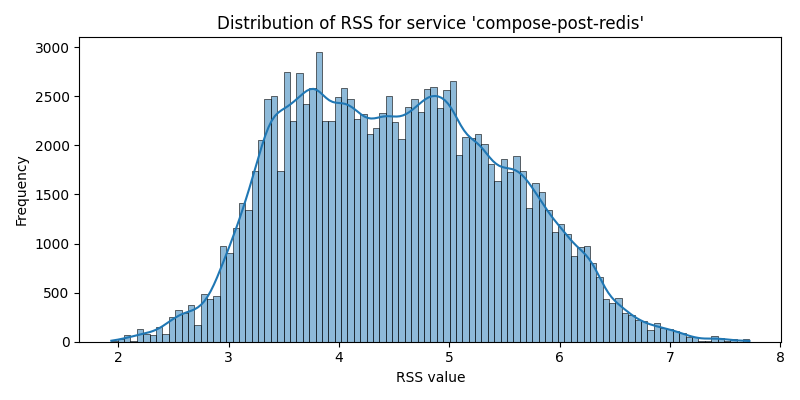 Distribution of RSS for service 'compose-post-redis'
3000
2500
2000
1500
1000
500
0
Frequency
2 3 4 5 6 7 8
RSS value